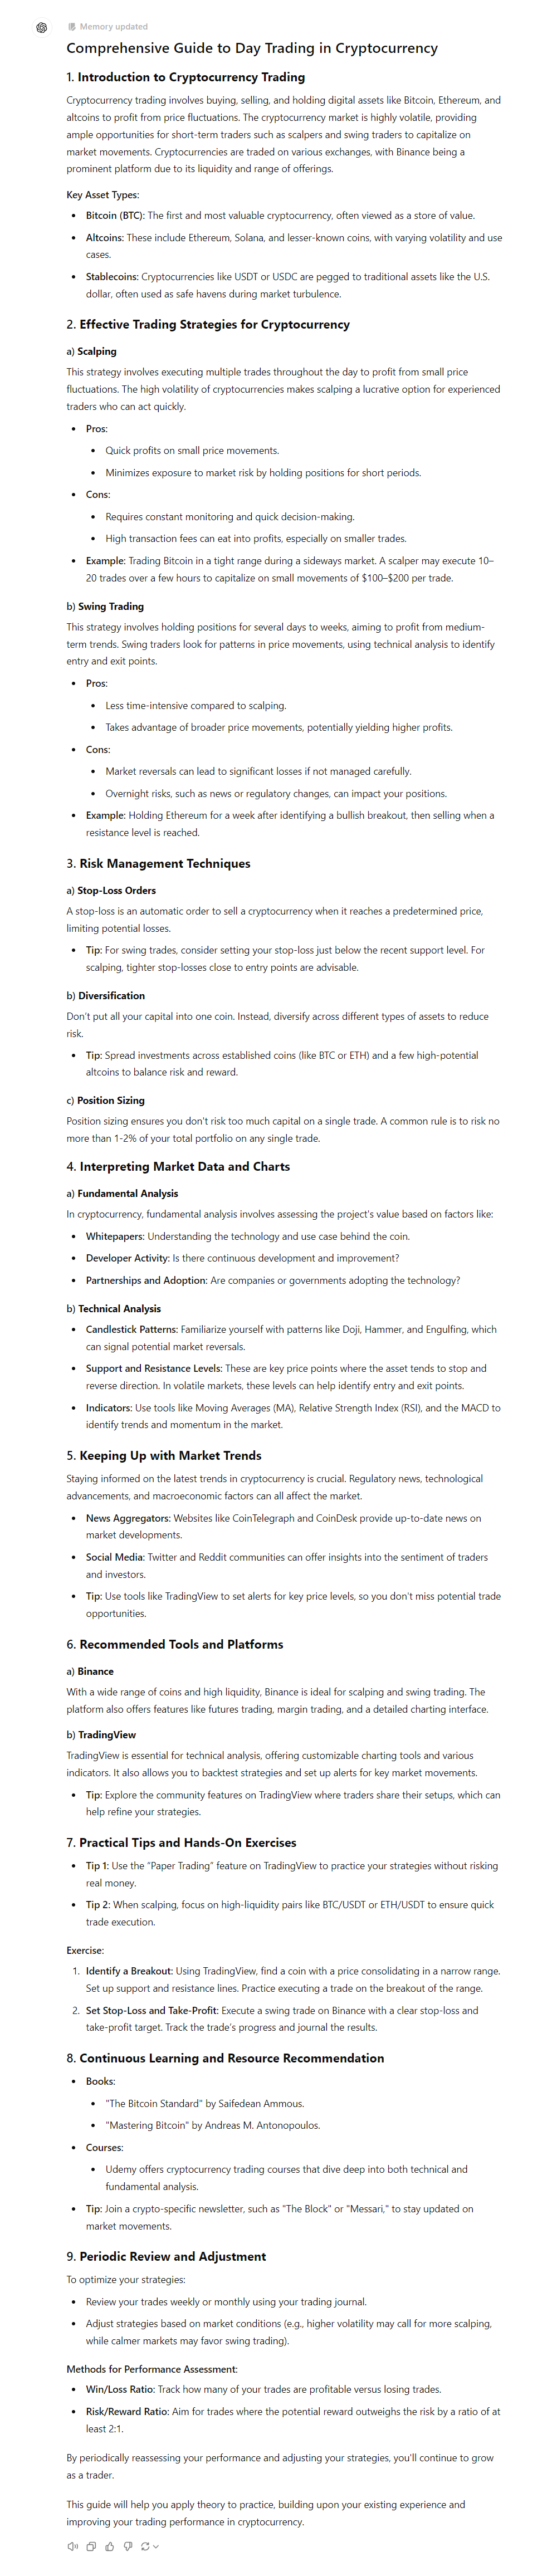 Memory updated
Comprehensive Guide to Day Trading in Cryptocurrency
1. Introduction to Cryptocurrency Trading
Cryptocurrency trading involves buying, selling, and holding digital assets like Bitcoin, Ethereum, and
altcoins to profit from price fluctuations. The cryptocurrency market is highly volatile, providing
ample opportunities for short-term traders such as scalpers and swing traders to capitalize on
market movements. Cryptocurrencies are traded on various exchanges, with Binance being a
prominent platform due to its liquidity and range of offerings.
Key Asset Types:
• Bitcoin (BTC): The first and most valuable cryptocurrency, often viewed as a store of value.
• Altcoins: These include Ethereum, Solana, and lesser-known coins, with varying volatility and use
cases.
• Stablecoins: Cryptocurrencies like USDT or USDC are pegged to traditional assets like the U.S.
dollar, often used as safe havens during market turbulence.
2. Effective Trading Strategies for Cryptocurrency
a) Scalping
This strategy involves executing multiple trades throughout the day to profit from small price
fluctuations. The high volatility of cryptocurrencies makes scalping a lucrative option for experienced
traders who can act quickly.
• Pros:
• Quick profits on small price movements.
• Minimizes exposure to market risk by holding positions for short periods.
• Cons:
• Requires constant monitoring and quick decision-making.
• High transaction fees can eat into profits, especially on smaller trades.
• Example: Trading Bitcoin in a tight range during a sideways market. A scalper may execute 10–
20 trades over a few hours to capitalize on small movements of $100–$200 per trade.
b) Swing Trading
This strategy involves holding positions for several days to weeks, aiming to profit from medium-
term trends. Swing traders look for patterns in price movements, using technical analysis to identify
entry and exit points.
• Pros:
• Less time-intensive compared to scalping.
• Takes advantage of broader price movements, potentially yielding higher profits.
• Cons:
• Market reversals can lead to significant losses if not managed carefully.
• Overnight risks, such as news or regulatory changes, can impact your positions.
• Example: Holding Ethereum for a week after identifying a bullish breakout, then selling when a
resistance level is reached.
3. Risk Management Techniques
a) Stop-Loss Orders
A stop-loss is an automatic order to sell a cryptocurrency when it reaches a predetermined price,
limiting potential losses.
• Tip: For swing trades, consider setting your stop-loss just below the recent support level. For
scalping, tighter stop-losses close to entry points are advisable.
b) Diversification
Don't put all your capital into one coin. Instead, diversify across different types of assets to reduce
risk.
• Tip: Spread investments across established coins (like BTC or ETH) and a few high-potential
altcoins to balance risk and reward.
c) Position Sizing
Position sizing ensures you don't risk too much capital on a single trade. A common rule is to risk no
more than 1-2% of your total portfolio on any single trade.
4. Interpreting Market Data and Charts
a) Fundamental Analysis
In cryptocurrency, fundamental analysis involves assessing the project's value based on factors like:
• Whitepapers: Understanding the technology and use case behind the coin.
• Developer Activity: Is there continuous development and improvement?
• Partnerships and Adoption: Are companies or governments adopting the technology?
b) Technical Analysis
• Candlestick Patterns: Familiarize yourself with patterns like Doji, Hammer, and Engulfing, which
can signal potential market reversals.
• Support and Resistance Levels: These are key price points where the asset tends to stop and
reverse direction. In volatile markets, these levels can help identify entry and exit points.
• Indicators: Use tools like Moving Averages (MA), Relative Strength Index (RSI), and the MACD to
identify trends and momentum in the market.
5. Keeping Up with Market Trends
Staying informed on the latest trends in cryptocurrency is crucial. Regulatory news, technological
advancements, and macroeconomic factors can all affect the market.
• News Aggregators: Websites like CoinTelegraph and CoinDesk provide up-to-date news on
market developments.
• Social Media: Twitter and Reddit communities can offer insights into the sentiment of traders
and investors.
• Tip: Use tools like TradingView to set alerts for key price levels, so you don't miss potential trade
opportunities.
6. Recommended Tools and Platforms
a) Binance
With a wide range of coins and high liquidity, Binance is ideal for scalping and swing trading. The
platform also offers features like futures trading, margin trading, and a detailed charting interface.
b) TradingView
TradingView is essential for technical analysis, offering customizable charting tools and various
indicators. It also allows you to backtest strategies and set up alerts for key market movements.
• Tip: Explore the community features on TradingView where traders share their setups, which can
help refine your strategies.
7. Practical Tips and Hands-On Exercises
• Tip 1: Use the "Paper Trading" feature on TradingView to practice your strategies without risking
real money.
• Tip 2: When scalping, focus on high-liquidity pairs like BTC/USDT or ETH/USDT to ensure quick
trade execution.
Exercise:
1. Identify a Breakout: Using TradingView, find a coin with a price consolidating in a narrow range.
Set up support and resistance lines. Practice executing a trade on the breakout of the range.
2. Set Stop-Loss and Take-Profit: Execute a swing trade on Binance with a clear stop-loss and
take-profit target. Track the trade's progress and journal the results.
8. Continuous Learning and Resource Recommendation
• Books:
• "The Bitcoin Standard" by Saifedean Ammous.
• "Mastering Bitcoin" by Andreas M. Antonopoulos.
• Courses:
• Udemy offers cryptocurrency trading courses that dive deep into both technical and
fundamental analysis.
• Tip: Join a crypto-specific newsletter, such as "The Block" or "Messari," to stay updated on
market movements.
9. Periodic Review and Adjustment
To optimize your strategies:
• Review your trades weekly or monthly using your trading journal.
• Adjust strategies based on market conditions (e.g., higher volatility may call for more scalping,
while calmer markets may favor swing trading).
Methods for Performance Assessment:
• Win/Loss Ratio: Track how many of your trades are profitable versus losing trades.
• Risk/Reward Ratio: Aim for trades where the potential reward outweighs the risk by a ratio of at
least 2:1.
By periodically reassessing your performance and adjusting your strategies, you'll continue to grow
as a trader.
This guide will help you apply theory to practice, building upon your existing experience and
improving your trading performance in cryptocurrency.